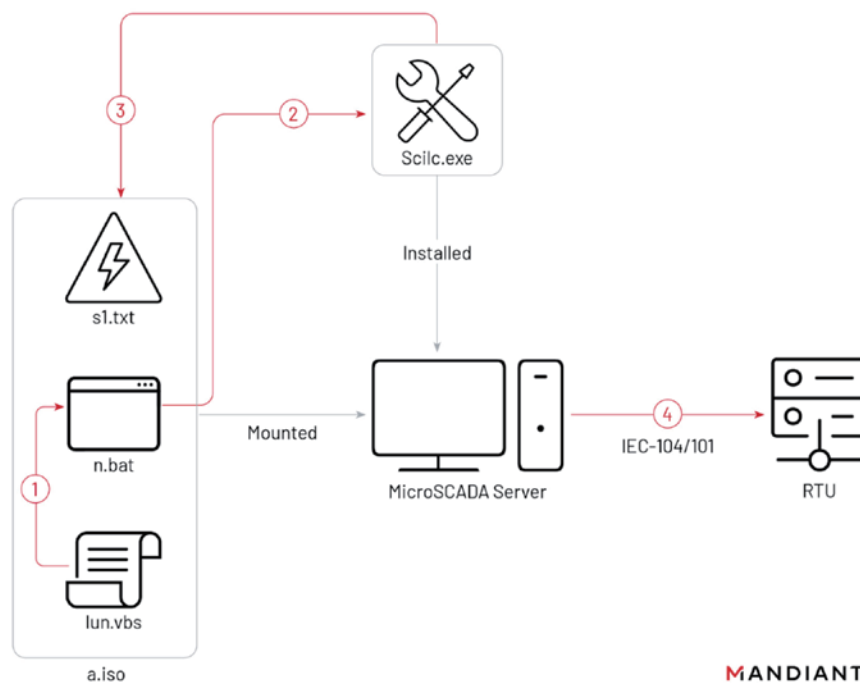 3
2
Scilc.exe
s1.txt
Installed
n.bat
Mounted
4
IEC-104/101
MicroSCADA Server
RTU
1
lun.vbs
a.iso
MANDIANT